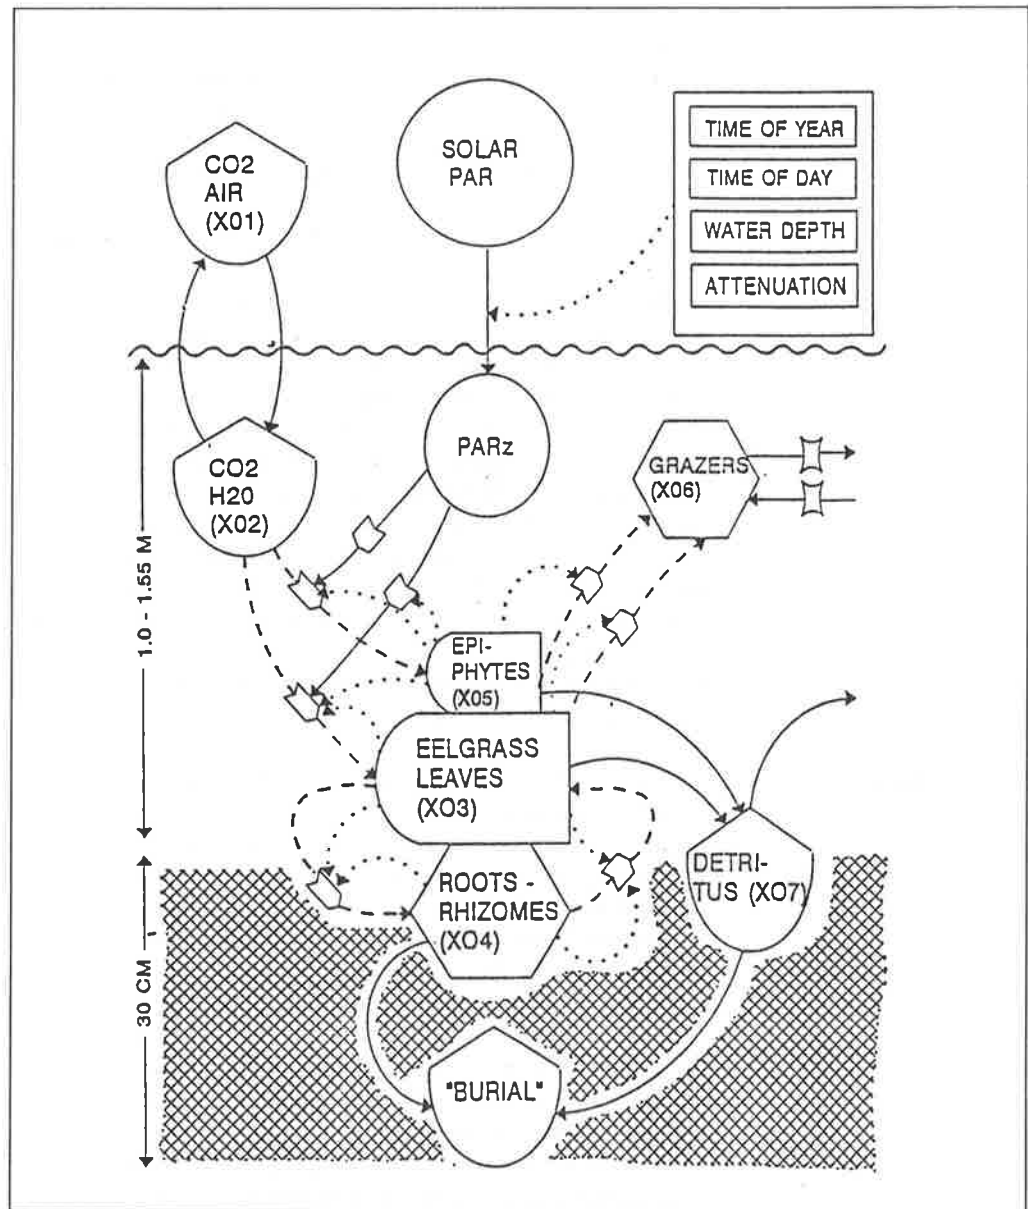 CO2
AIR
(X01)
SOLAR
PAR
TIME OF YEAR
TIME OF DAY
WATER DEPTH
ATTENUATION
CO2
H20
(X02)
PARz
GRAZERS
(X06)
1.0 - 1.55 M
EPI-
PHYTES
(X05)
EELGRASS
LEAVES
(XO3)
ROOTS -
RHIZOMES
(XO4)
DETRI-
TUS (XO7)
30 CM
"BURIAL"